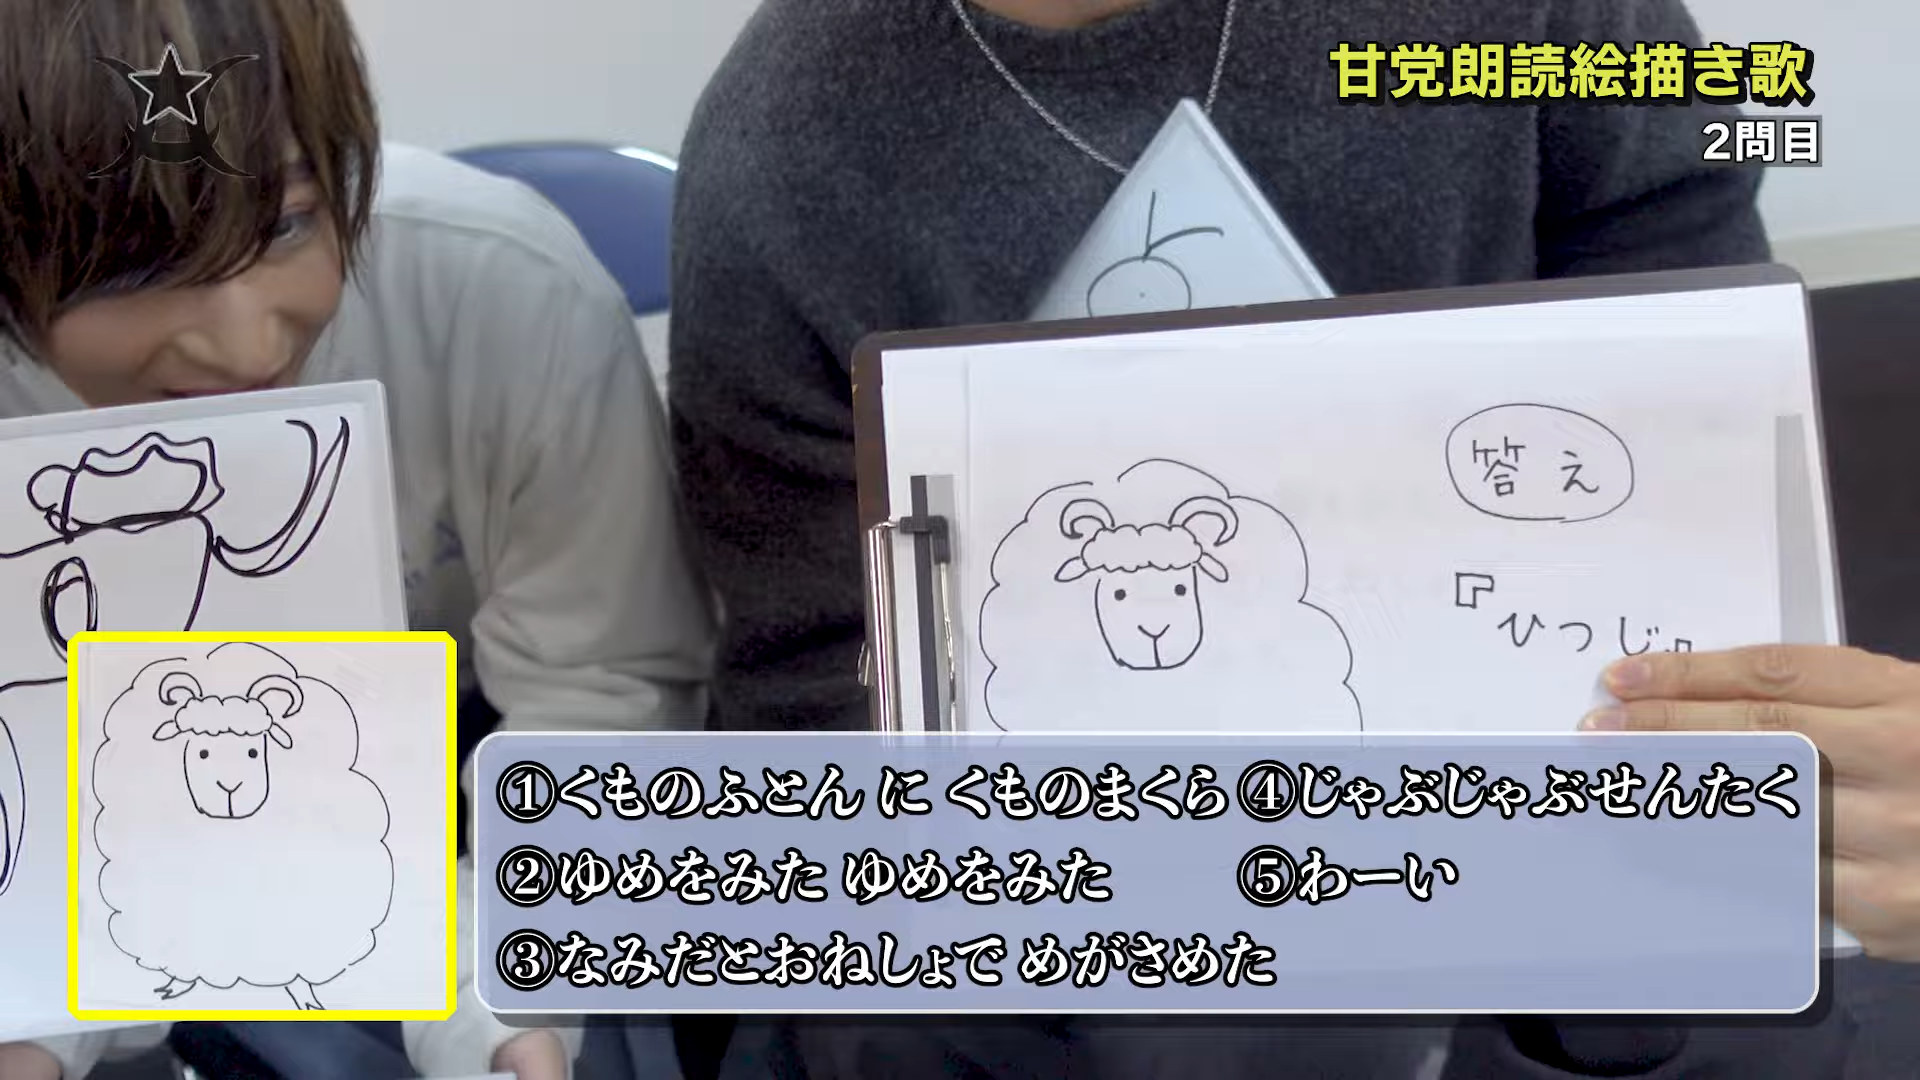 甘党朗読絵描き歌
2問目
答え
『ひつじ』
①くものふとん に くものまくら
②ゆめをみた ゆめをみた
③なみだとおねしょで めがさめた
④じゃぶじゃぶせんたく
⑤わーい